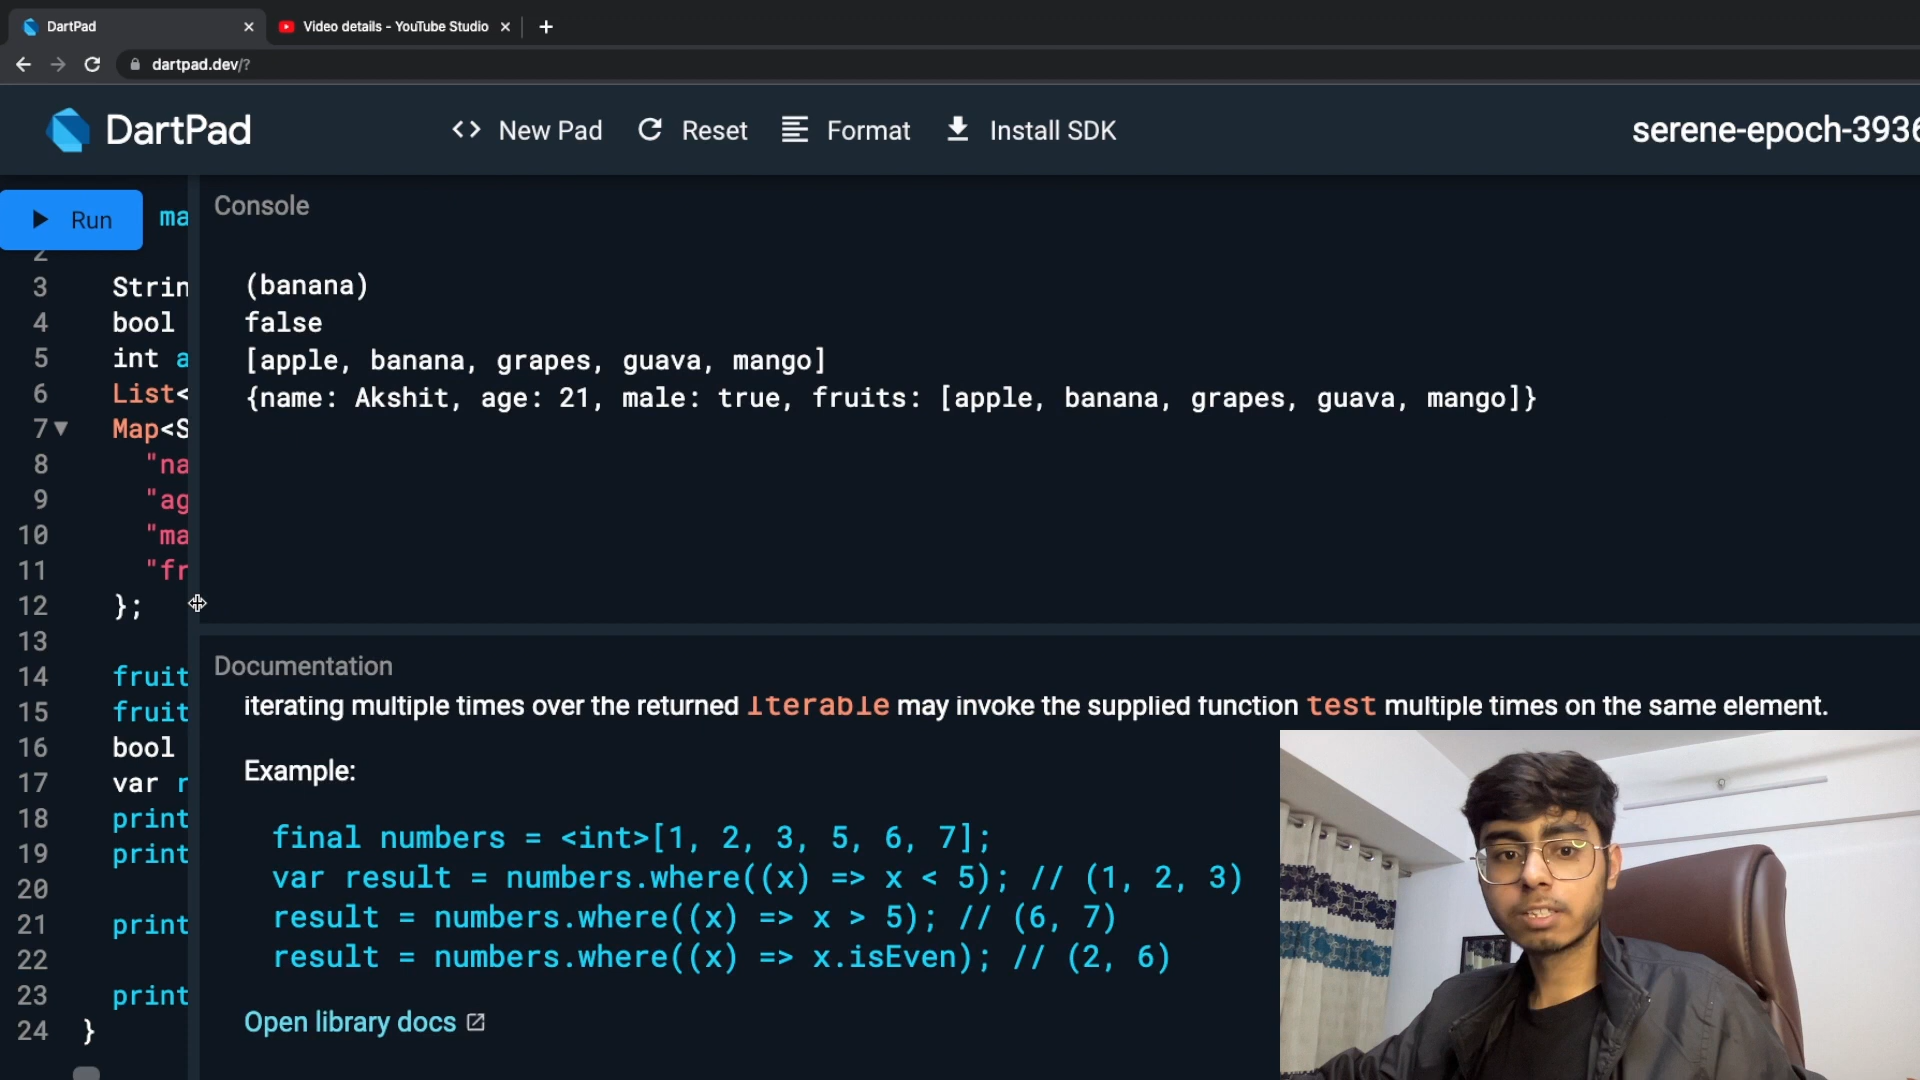 DartPad
Video details - YouTube Studio
dartpad.dev/?
DartPad
<> New Pad
Reset
Format
Install SDK
serene-epoch-3936
Run
ma
2
3 Strin
4 bool
5 int a
6 List<
7 Map<S
8 "na
9 "ag
10 "ma
11 "fr
12 };
13
14 fruit
15 fruit
16 bool
17 var r
18 print
19 print
20
21 print
22
23 print
24 }
Console
(banana)
false
[apple, banana, grapes, guava, mango]
{name: Akshit, age: 21, male: true, fruits: [apple, banana, grapes, guava, mango]}
Documentation
iterating multiple times over the returned Iterable may invoke the supplied function test multiple times on the same element.
Example:
final numbers = <int>[1, 2, 3, 5, 6, 7];
var result = numbers.where((x) => x < 5); // (1, 2, 3)
result = numbers.where((x) => x > 5); // (6, 7)
result = numbers.where((x) => x.isEven); // (2, 6)
Open library docs